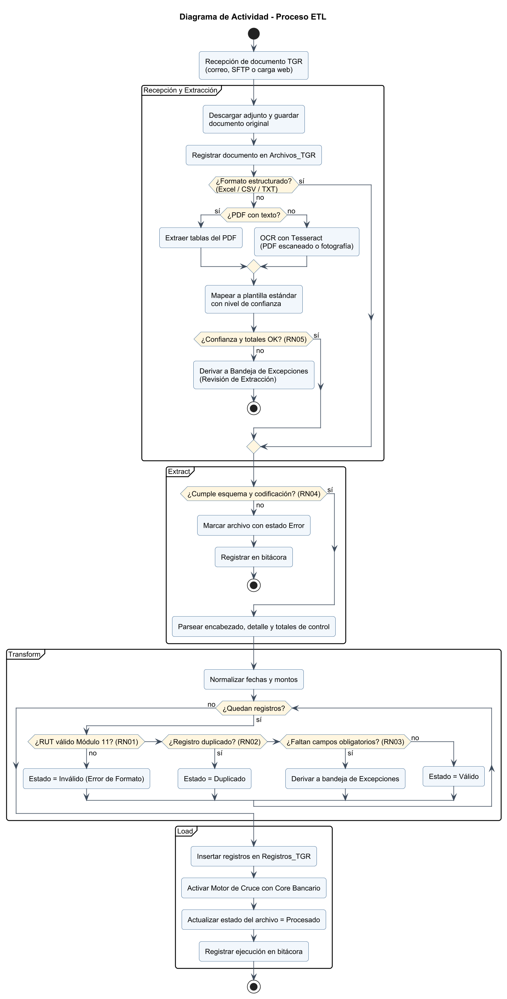 Diagrama de Actividad - Proceso ETL
Recepción de documento TGR
(correo, SFTP o carga web)
Recepción y Extracción
Descargar adjunto y guardar
documento original
Registrar documento en Archivos_TGR
¿Formato estructurado?
(Excel / CSV / TXT)
sí
no
¿PDF con texto?
sí
no
Extraer tablas del PDF
OCR con Tesseract
(PDF escaneado o fotografía)
Mapear a plantilla estándar
con nivel de confianza
¿Confianza y totales OK? (RN05)
sí
no
Derivar a Bandeja de Excepciones
(Revisión de Extracción)
Extract
¿Cumple esquema y codificación? (RN04)
sí
no
Marcar archivo con estado Error
Registrar en bitácora
Parsear encabezado, detalle y totales de control
Transform
Normalizar fechas y montos
no
¿Quedan registros?
sí
¿RUT válido Módulo 11? (RN01)
¿Registro duplicado? (RN02)
¿Faltan campos obligatorios? (RN03)
no
no
sí
sí
Estado = Inválido (Error de Formato)
Estado = Duplicado
Derivar a bandeja de Excepciones
Estado = Válido
Load
Insertar registros en Registros_TGR
Activar Motor de Cruce con Core Bancario
Actualizar estado del archivo = Procesado
Registrar ejecución en bitácora